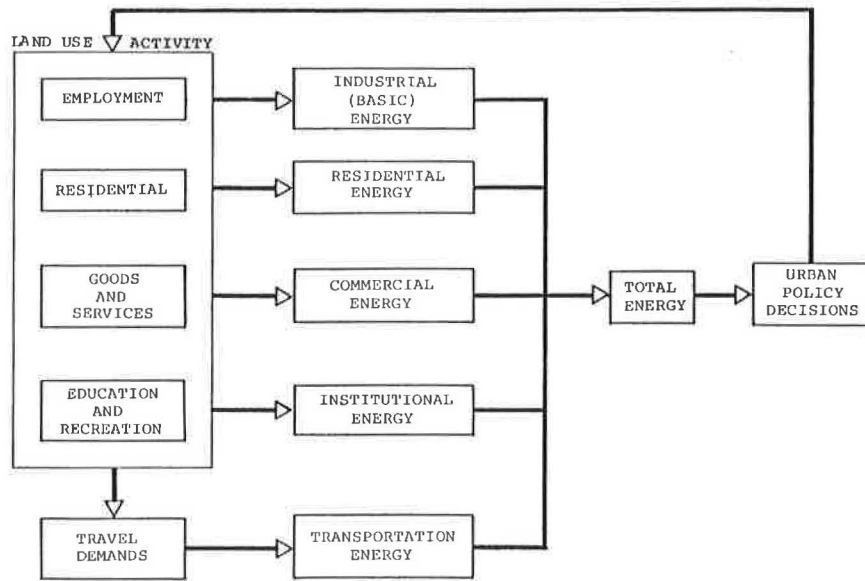 LAND USE ACTIVITY
EMPLOYMENT
INDUSTRIAL
(BASIC)
ENERGY
RESIDENTIAL
RESIDENTIAL
ENERGY
GOODS
AND
SERVICES
COMMERCIAL
ENERGY
TOTAL
ENERGY
URBAN
POLICY
DECISIONS
EDUCATION
AND
RECREATION
INSTITUTIONAL
ENERGY
TRAVEL
DEMANDS
TRANSPORTATION
ENERGY